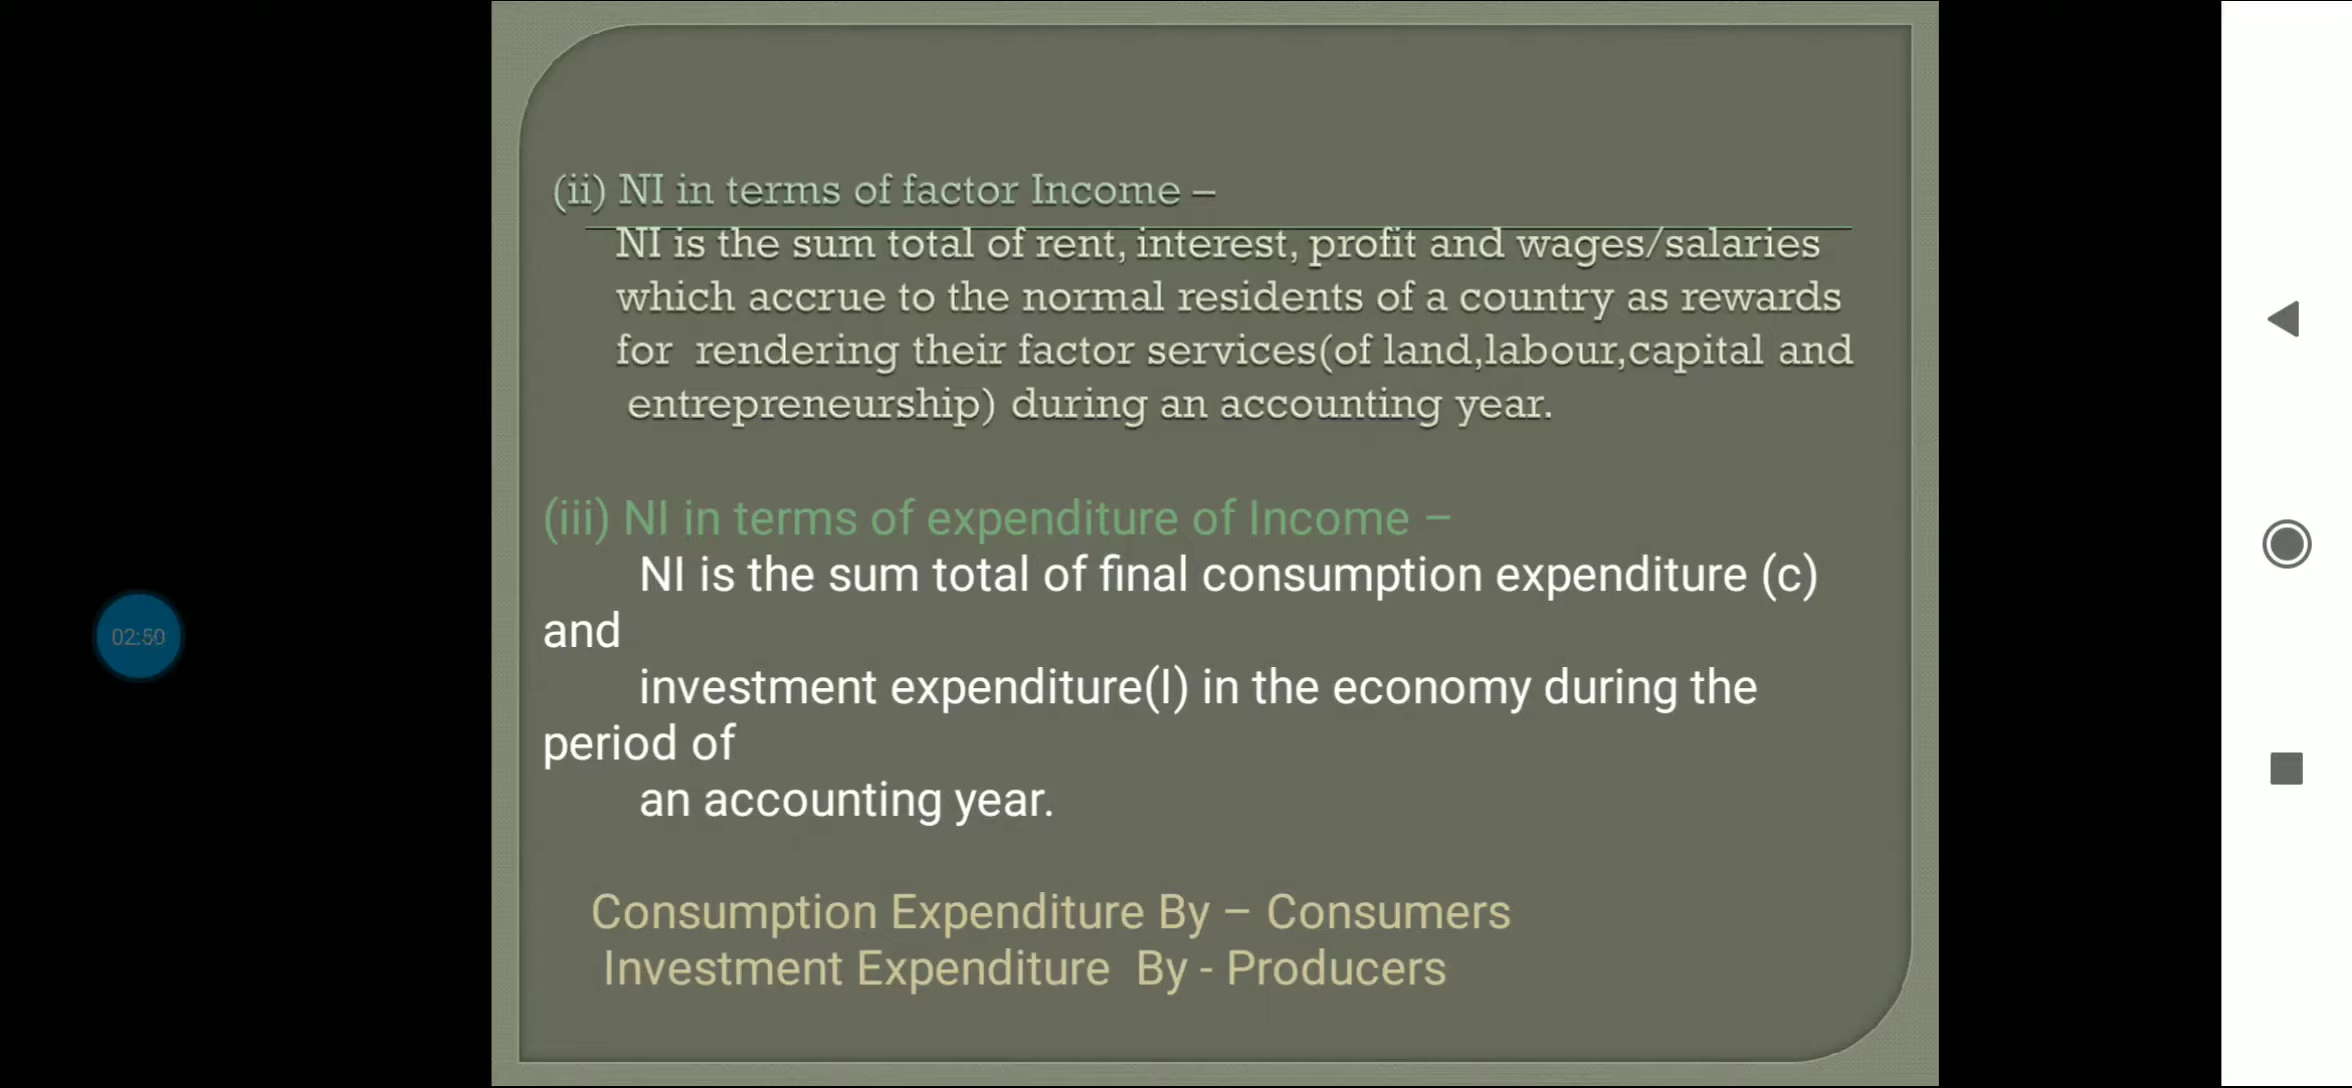 (ii) NI in terms of factor Income –
NI is the sum total of rent, interest, profit and wages/salaries
which accrue to the normal residents of a country as rewards
for rendering their factor services(of land,labour,capital and
entrepreneurship) during an accounting year.
(iii) NI in terms of expenditure of Income –
NI is the sum total of final consumption expenditure (c)
and
investment expenditure(I) in the economy during the
period of
an accounting year.
02:50
Consumption Expenditure By – Consumers
Investment Expenditure By - Producers